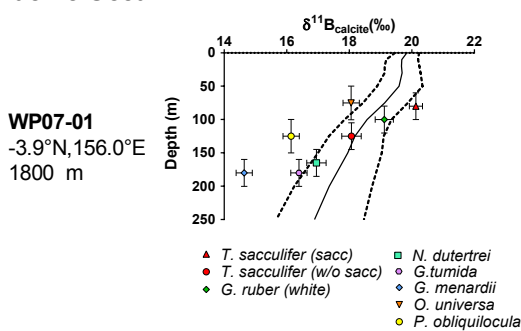 δ¹¹Bcalcite(‰)
14 16 18 20 22
0
50
100
150
200
250
Depth (m)
WP07-01
-3.9°N,156.0°E
1800 m
T. sacculifer (sacc)
T. sacculifer (w/o sacc)
G. ruber (white)
N. dutertrei
G.tumida
G. menardii
O. universa
P. obliquilocula